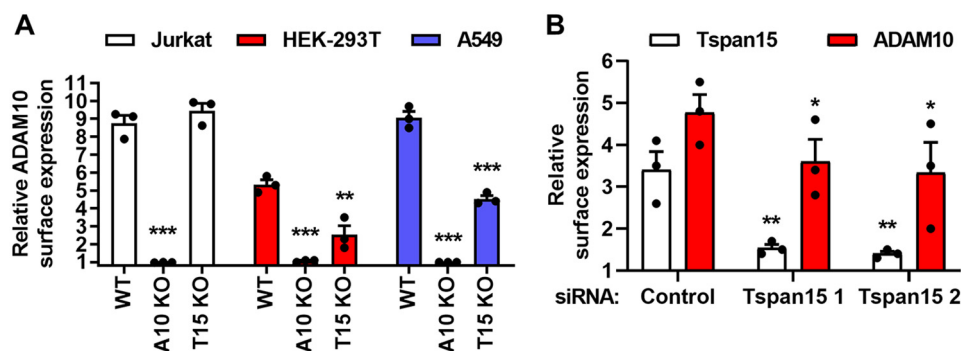 A
Jurkat HEK-293T A549
Relative ADAM10
surface expression
11
10
9
8
7
6
5
4
3
2
1
***
***
**
***
***
WT
A10 KO
T15 KO
WT
A10 KO
T15 KO
WT
A10 KO
T15 KO
B
Tspan15 ADAM10
Relative
surface expression
6
5
4
3
2
1
**
*
**
*
siRNA: Control Tspan15 1 Tspan15 2